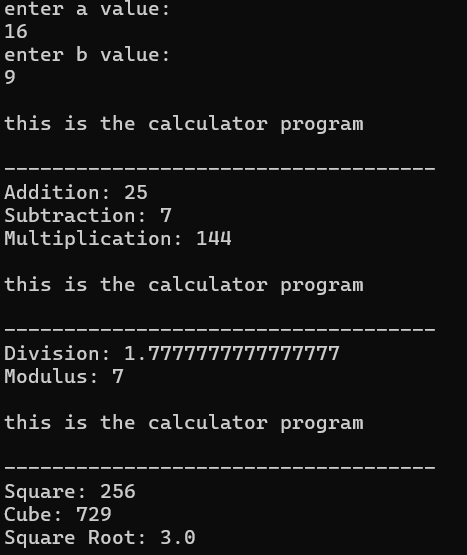 enter a value:
16
enter b value:
9
this is the calculator program
------------------------------------
Addition: 25
Subtraction: 7
Multiplication: 144
this is the calculator program
------------------------------------
Division: 1.7777777777777777
Modulus: 7
this is the calculator program
------------------------------------
Square: 256
Cube: 729
Square Root: 3.0